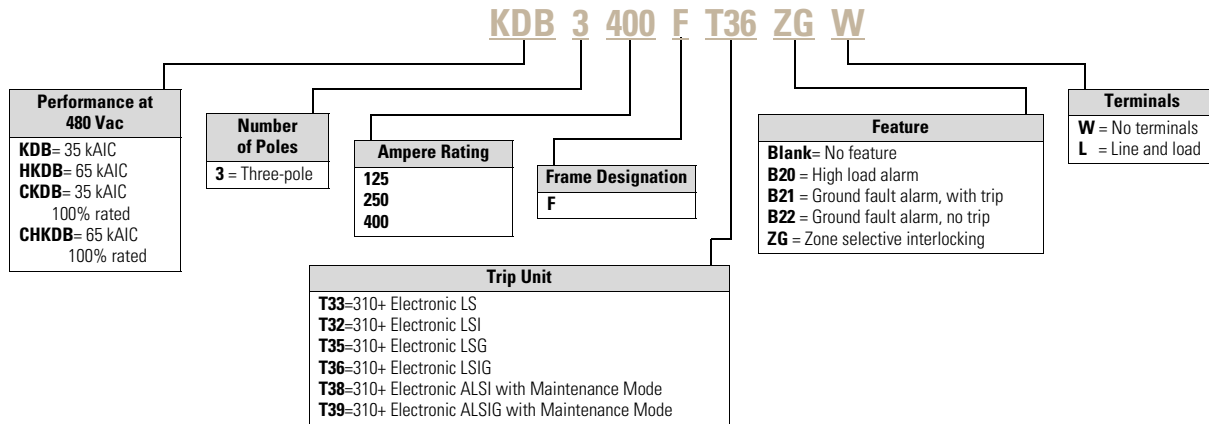 KDB 3 400 F T36 ZG W
Performance at
480 Vac
KDB= 35 kAIC
HKDB= 65 kAIC
CKDB= 35 kAIC
100% rated
CHKDB= 65 kAIC
100% rated
Number
of Poles
3 = Three-pole
Ampere Rating
125
250
400
Frame Designation
F
Trip Unit
T33=310+ Electronic LS
T32=310+ Electronic LSI
T35=310+ Electronic LSG
T36=310+ Electronic LSIG
T38=310+ Electronic ALSI with Maintenance Mode
T39=310+ Electronic ALSIG with Maintenance Mode
Feature
Blank= No feature
B20 = High load alarm
B21 = Ground fault alarm, with trip
B22 = Ground fault alarm, no trip
ZG = Zone selective interlocking
Terminals
W = No terminals
L = Line and load